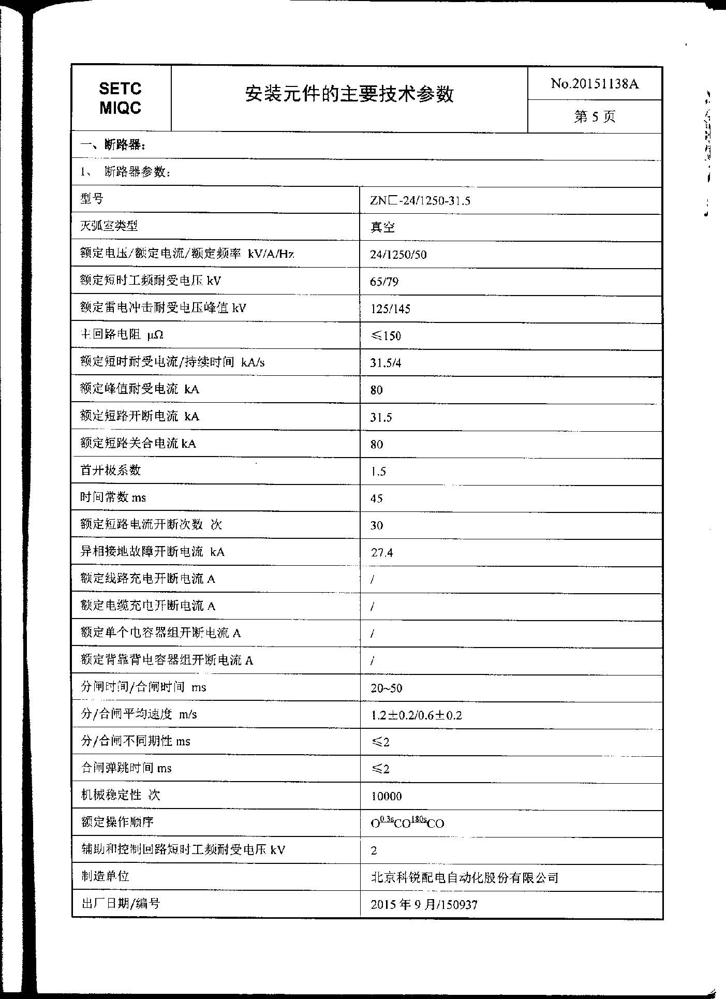 SETC
MIQC
安装元件的主要技术参数
No.20151138A
第 5 页
一、断路器：
1、 断路器参数：
型号 ZN□-24/1250-31.5
灭弧室类型 真空
额定电压/额定电流/额定频率 kV/A/Hz 24/1250/50
额定短时工频耐受电压 kV 65/79
额定雷电冲击耐受电压峰值 kV 125/145
主回路电阻 μΩ ≤150
额定短时耐受电流/持续时间 kA/s 31.5/4
额定峰值耐受电流 kA 80
额定短路开断电流 kA 31.5
额定短路关合电流 kA 80
首开极系数 1.5
时间常数 ms 45
额定短路电流开断次数 次 30
异相接地故障开断电流 kA 27.4
额定线路充电开断电流 A /
额定电缆充电开断电流 A /
额定单个电容器组开断电流 A /
额定背靠背电容器组开断电流 A /
分闸时间/合闸时间 ms 20~50
分/合闸平均速度 m/s 1.2±0.2/0.6±0.2
分/合闸不同期性 ms ≤2
合闸弹跳时间 ms ≤2
机械稳定性 次 10000
额定操作顺序 O0.3sCO180sCO
辅助和控制回路短时工频耐受电压 kV 2
制造单位 北京科锐配电自动化股份有限公司
出厂日期/编号 2015 年 9 月/150937